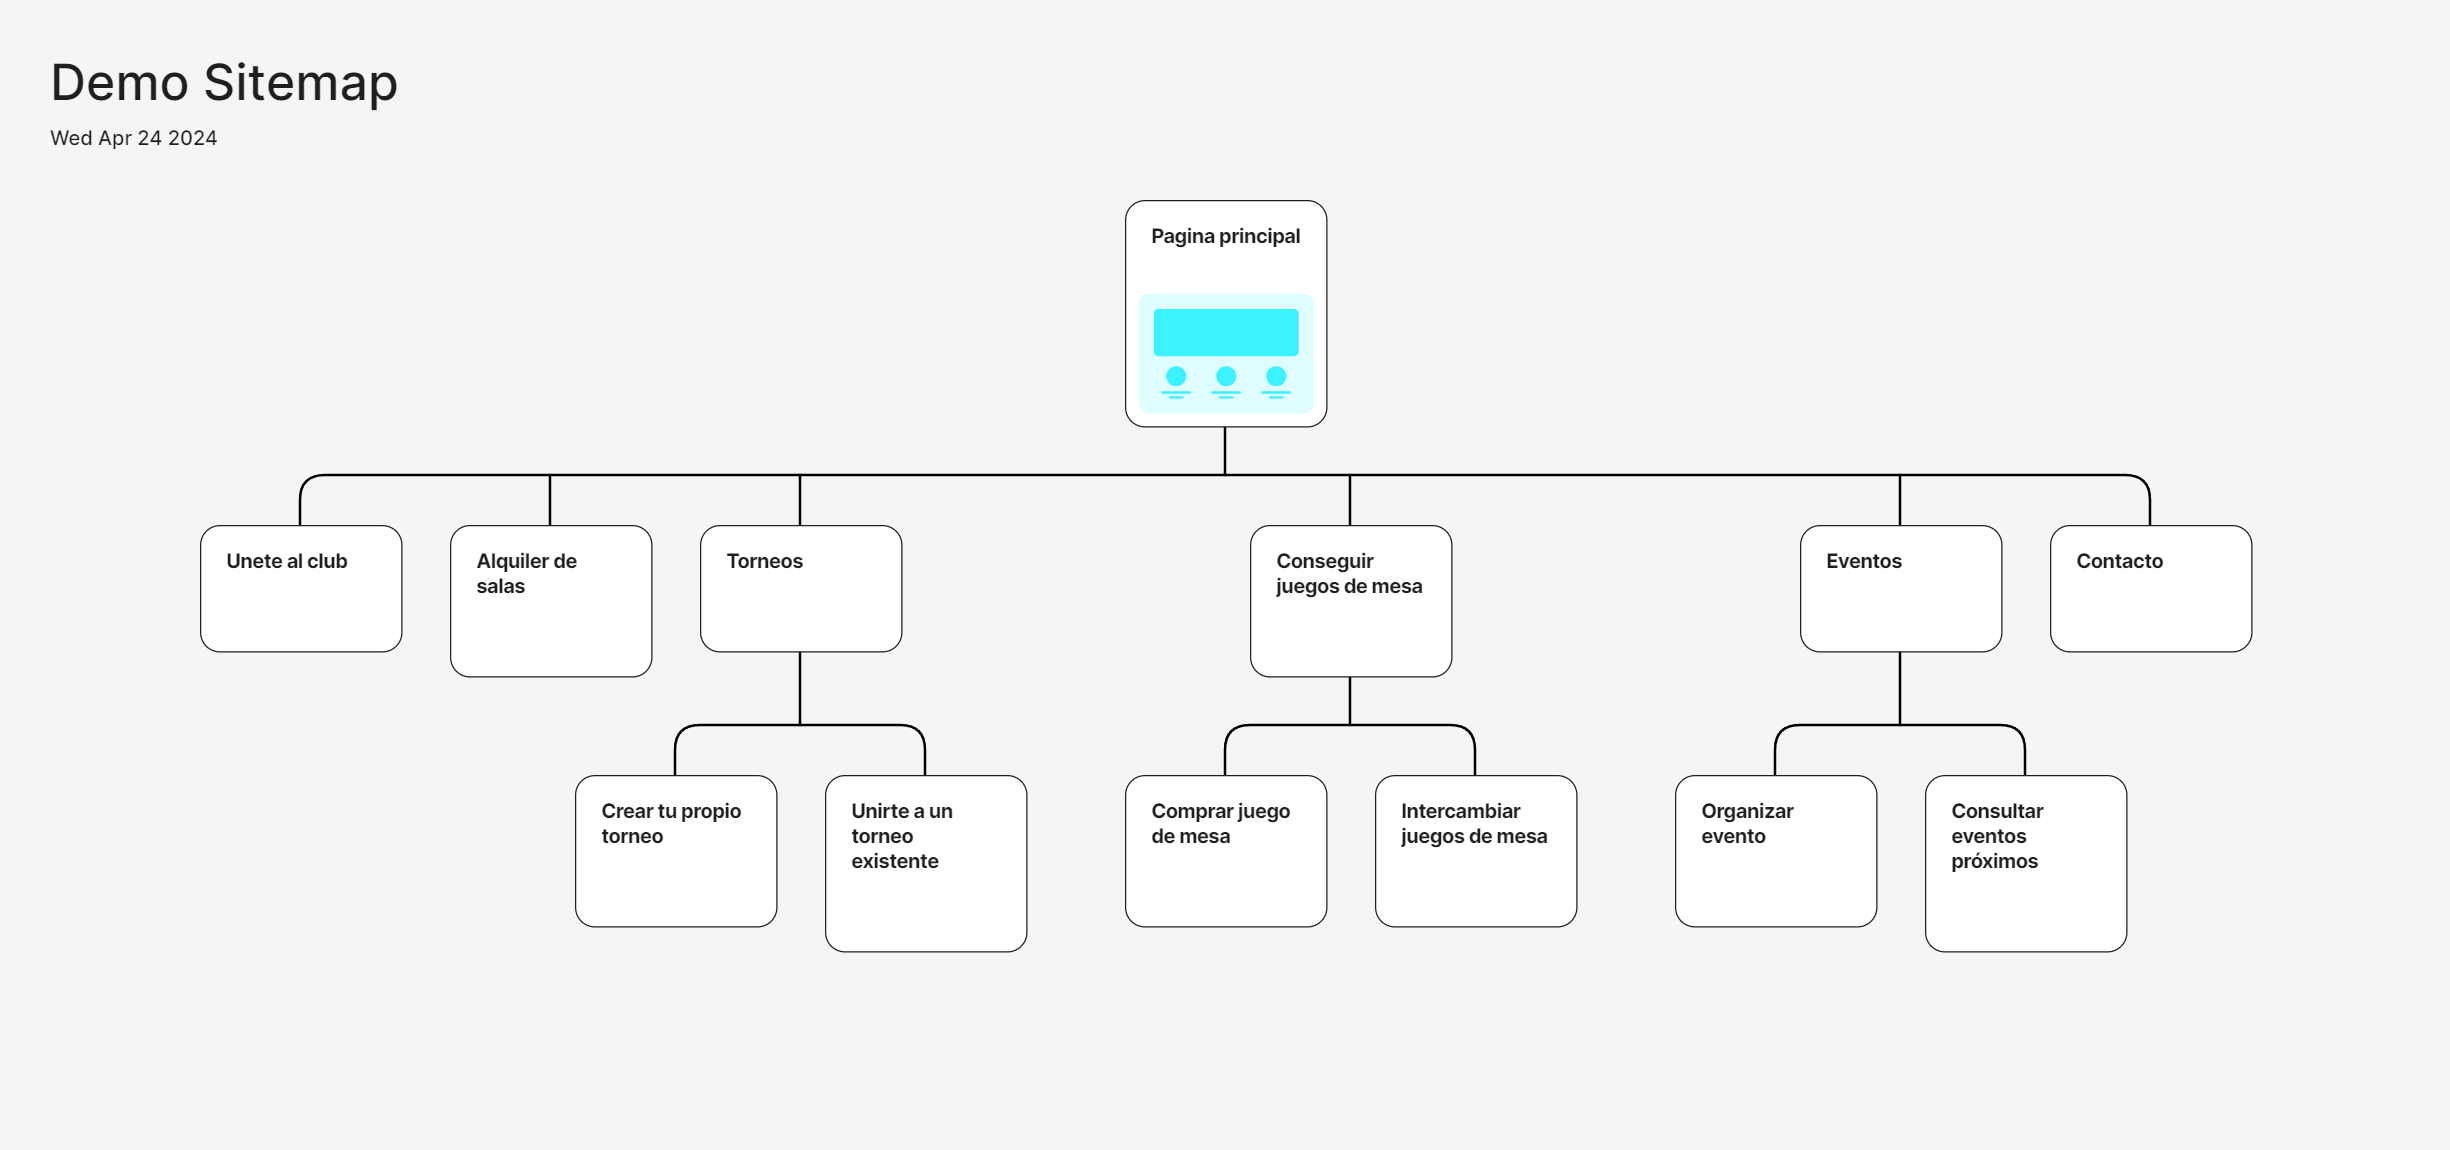 Demo Sitemap
Wed Apr 24 2024
Pagina principal
Unete al club
Alquiler de
salas
Torneos
Conseguir
juegos de mesa
Eventos
Contacto
Crear tu propio
torneo
Unirte a un
torneo
existente
Comprar juego
de mesa
Intercambiar
juegos de mesa
Organizar
evento
Consultar
eventos
próximos